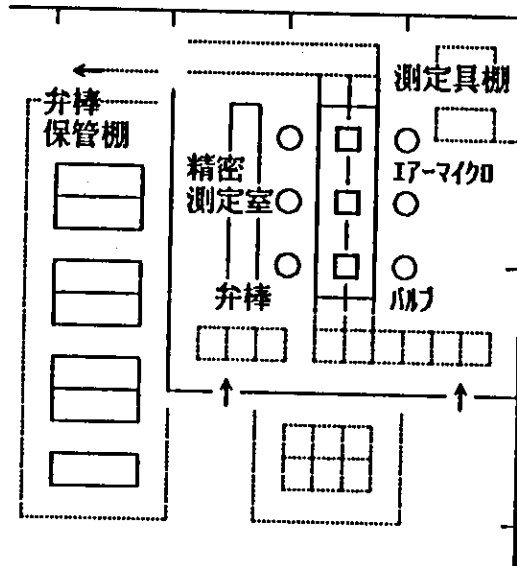 弁棒
保管棚
精密
測定室
弁棒
測定具棚
エアーマイクロ
バルブ